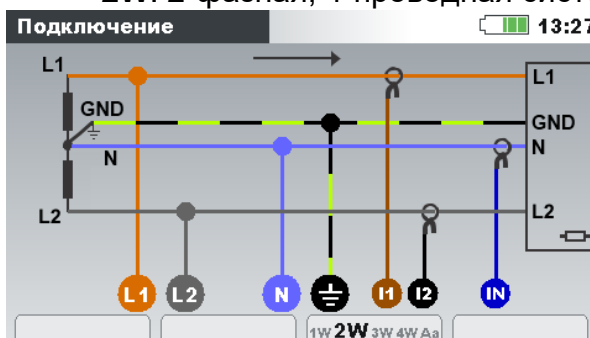 2W: 2-фазная, 4-проводная сист
Подключение 13:27
L1
L1
GND
GND
N
N
L2
L2
L1 L2 N I1 I2 IN
1W 2W 3W 4W Aa